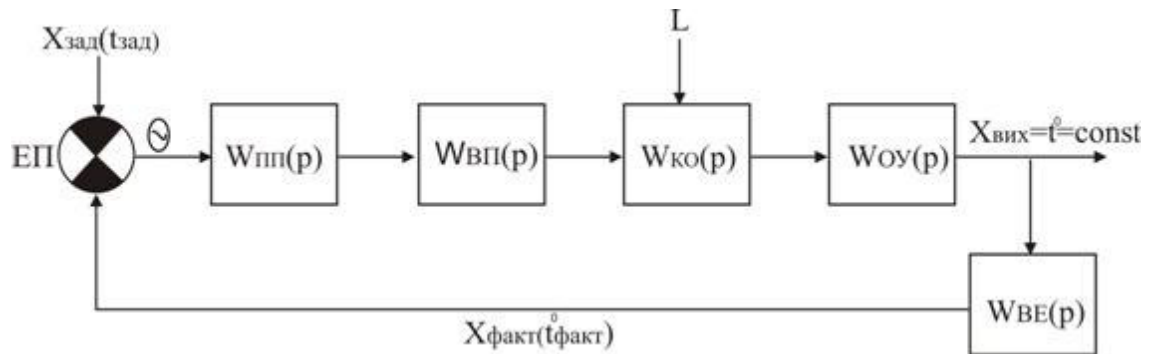 L
Xзад(tзад)
ЕП
Wпп(p)
Wвп(p)
Wко(p)
Wоу(p)
Xвих=t°=const
Wве(p)
Xфакт(t°факт)